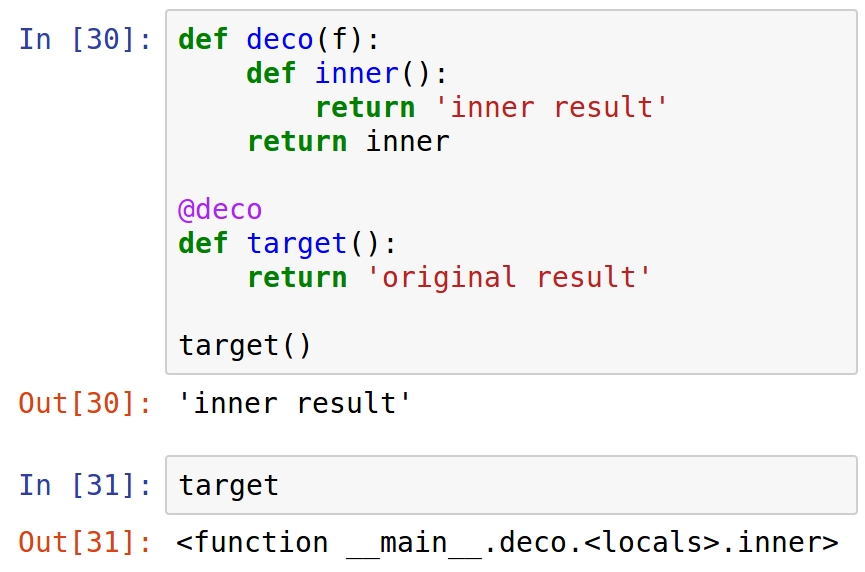 In [30]: def deco(f):
    def inner():
        return 'inner result'
    return inner

@deco
def target():
    return 'original result'

target()
Out[30]: 'inner result'
In [31]: target
Out[31]: <function __main__.deco.<locals>.inner>